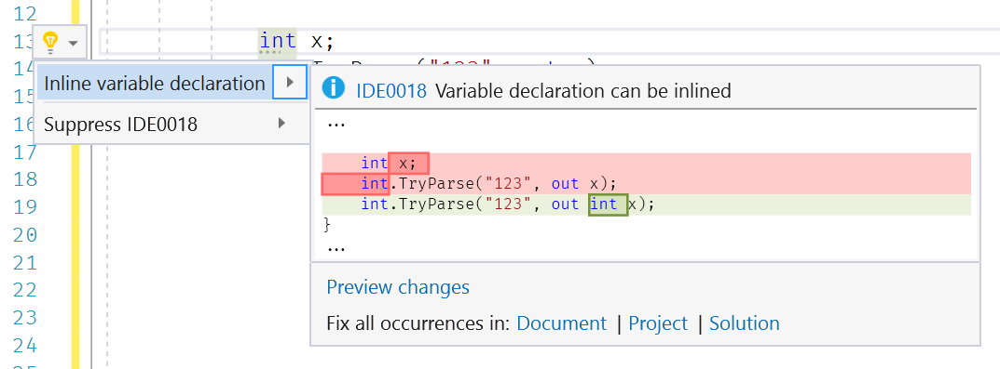 12
13 int x;
14
Inline variable declaration
IDE0018 Variable declaration can be inlined
15
16 Suppress IDE0018
...
17
int x;
18
int.TryParse("123", out x);
19
int.TryParse("123", out int x);
20
}
21
...
22
Preview changes
23
Fix all occurrences in: Document | Project | Solution
24